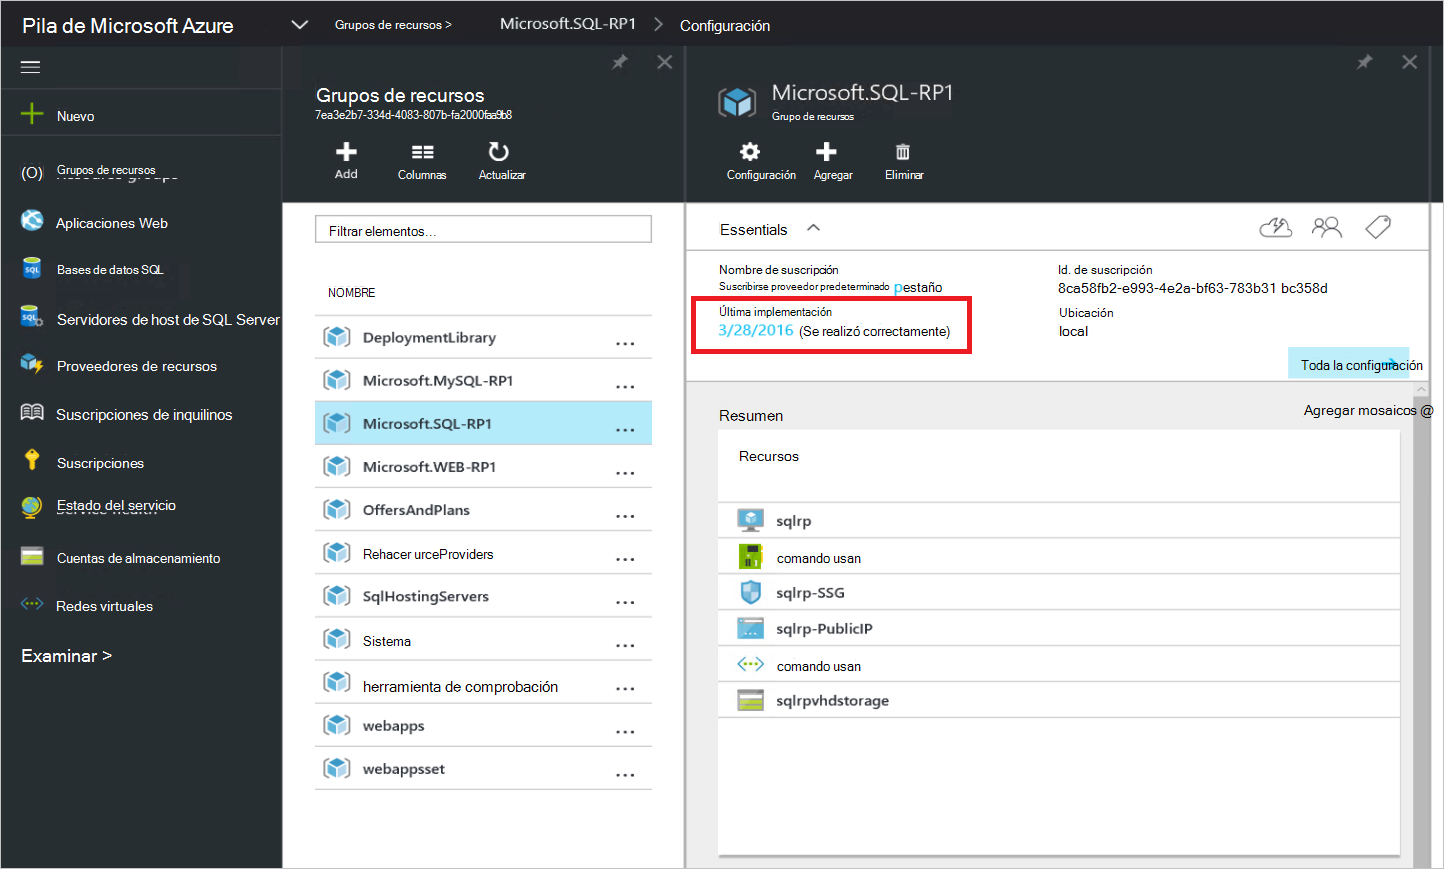 Pila de Microsoft Azure
Grupos de recursos >
Microsoft.SQL-RP1
Configuración
Nuevo
(O) Grupos de recursos
Aplicaciones Web
SQL Bases de datos SQL
SQL Servidores de host de SQL Server
Proveedores de recursos
Suscripciones de inquilinos
Suscripciones
Estado del servicio
Cuentas de almacenamiento
Redes virtuales
Examinar >
Grupos de recursos
7ea3e2b7-334d-4083-807b-fa2000faa9b8
Add
Columnas
Actualizar
Filtrar elementos...
NOMBRE
DeploymentLibrary
Microsoft.MySQL-RP1
Microsoft.SQL-RP1
Microsoft.WEB-RP1
OffersAndPlans
Rehacer urceProviders
SqlHostingServers
Sistema
herramienta de comprobación
webapps
webappsset
Microsoft.SQL-RP1
Grupo de recursos
Configuración
Agregar
Eliminar
Essentials
Nombre de suscripción
Suscribirse proveedor predeterminado pestaño
Última implementación
3/28/2016 (Se realizó correctamente)
Id. de suscripción
8ca58fb2-e993-4e2a-bf63-783b31 bc358d
Ubicación
local
Toda la configuración
Resumen
Agregar mosaicos @
Recursos
sqlrp
comando usan
sqlrp-SSG
sqlrp-PublicIP
comando usan
sqlrpvhdstorage